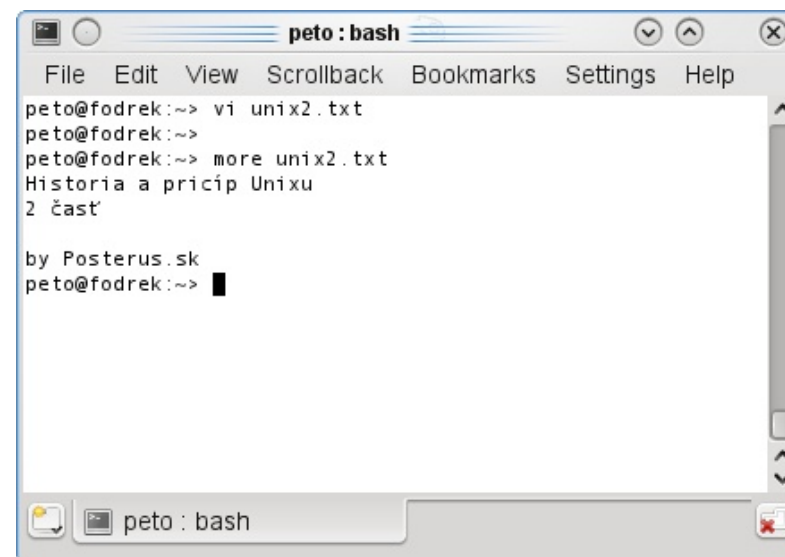 peto : bash
File Edit View Scrollback Bookmarks Settings Help
peto@fodrek:~> vi unix2.txt
peto@fodrek:~>
peto@fodrek:~> more unix2.txt
Historia a pricíp Unixu
2 časť
by Posterus.sk
peto@fodrek:~>
peto : bash